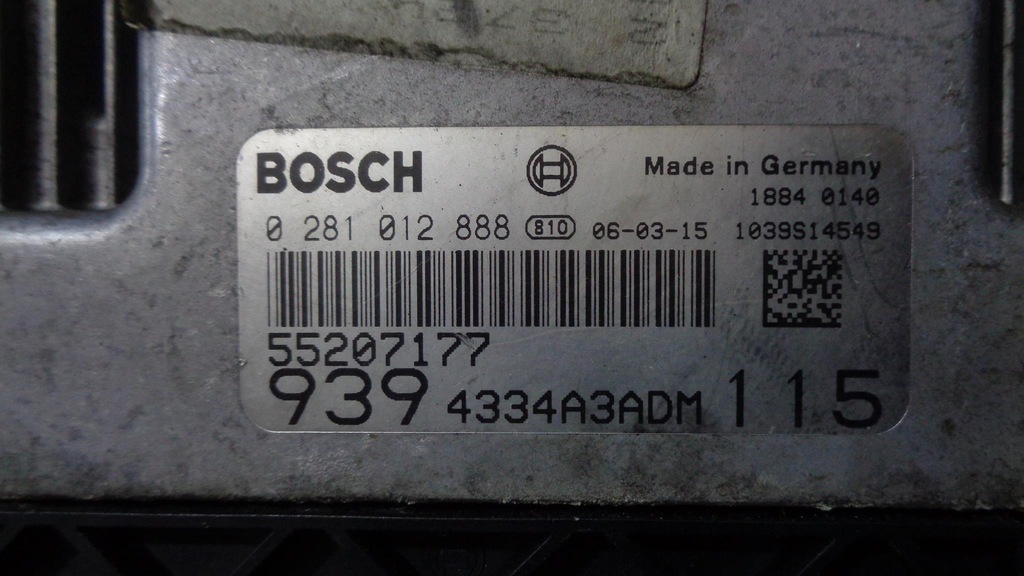 BOSCH Made in Germany
1884 0140
0 281 012 888 810 06-03-15 1039S14549
55207177
939 4334A3ADM 115